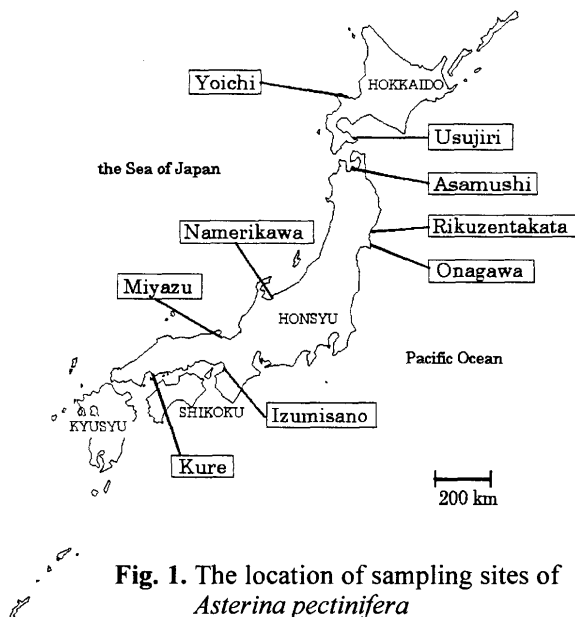 HOKKAIDO
Yoichi
Usujiri
the Sea of Japan
Asamushi
Namerikawa
Rikuzentakata
Miyazu
Onagawa
HONSYU
Pacific Ocean
SHIKOKU
Izumisano
KYUSYU
Kure
200 km
Fig. 1. The location of sampling sites of
Asterina pectinifera